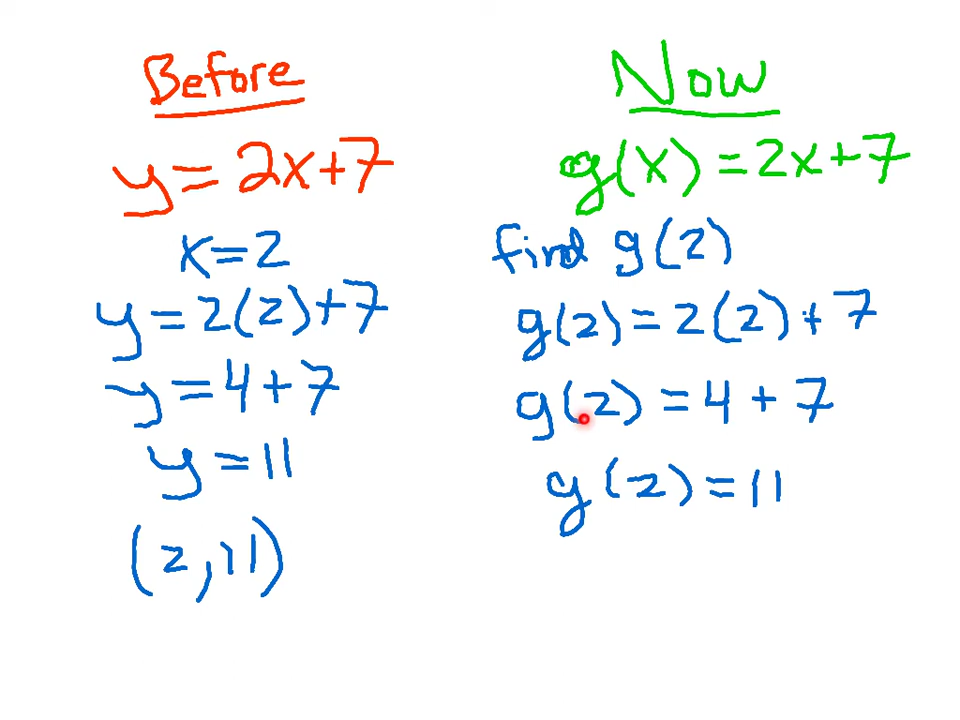 Before
y = 2x+7
x = 2
y = 2(2)+7
y = 4+7
y = 11
(2,11)
Now
g(x) = 2x+7
find g(2)
g(2) = 2(2)+7
g(2) = 4+7
g(2) = 11